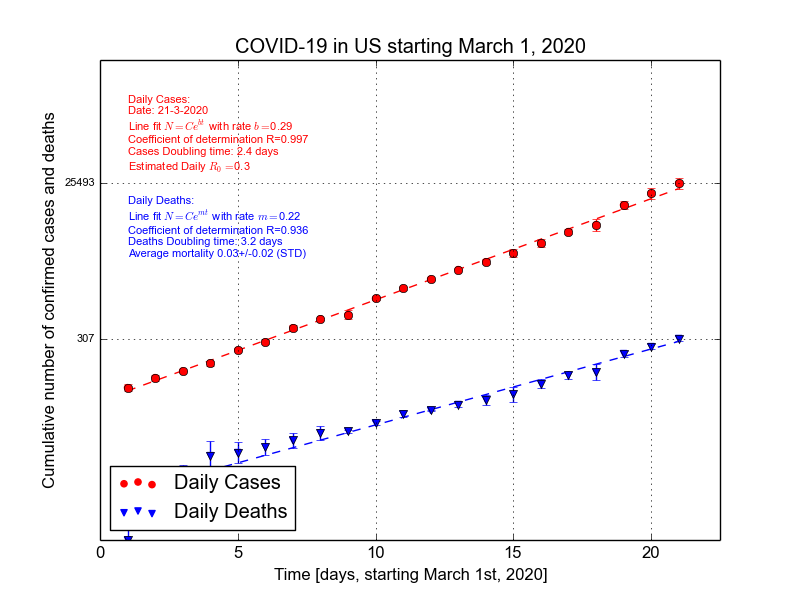 COVID-19 in US starting March 1, 2020
Cumulative number of confirmed cases and deaths
Daily Cases:
Date: 21-3-2020
Line fit N=Ce^{bt} with rate b=0.29
Coefficient of determination R=0.997
Cases Doubling time: 2.4 days
Estimated Daily R_0=0.3
25493
Daily Deaths:
Line fit N=Ce^{mt} with rate m=0.22
Coefficient of determination R=0.936
Deaths Doubling time: 3.2 days
Average mortality 0.03+/-0.02 (STD)
307
Daily Cases
Daily Deaths
0 5 10 15 20
Time [days, starting March 1st, 2020]